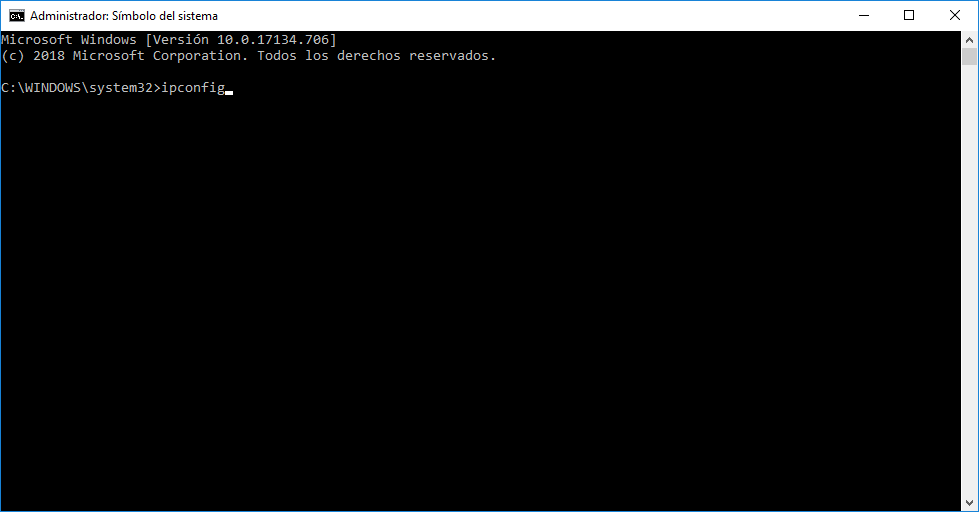 Administrador: Símbolo del sistema
Microsoft Windows [Versión 10.0.17134.706]
(c) 2018 Microsoft Corporation. Todos los derechos reservados.
C:\WINDOWS\system32>ipconfig